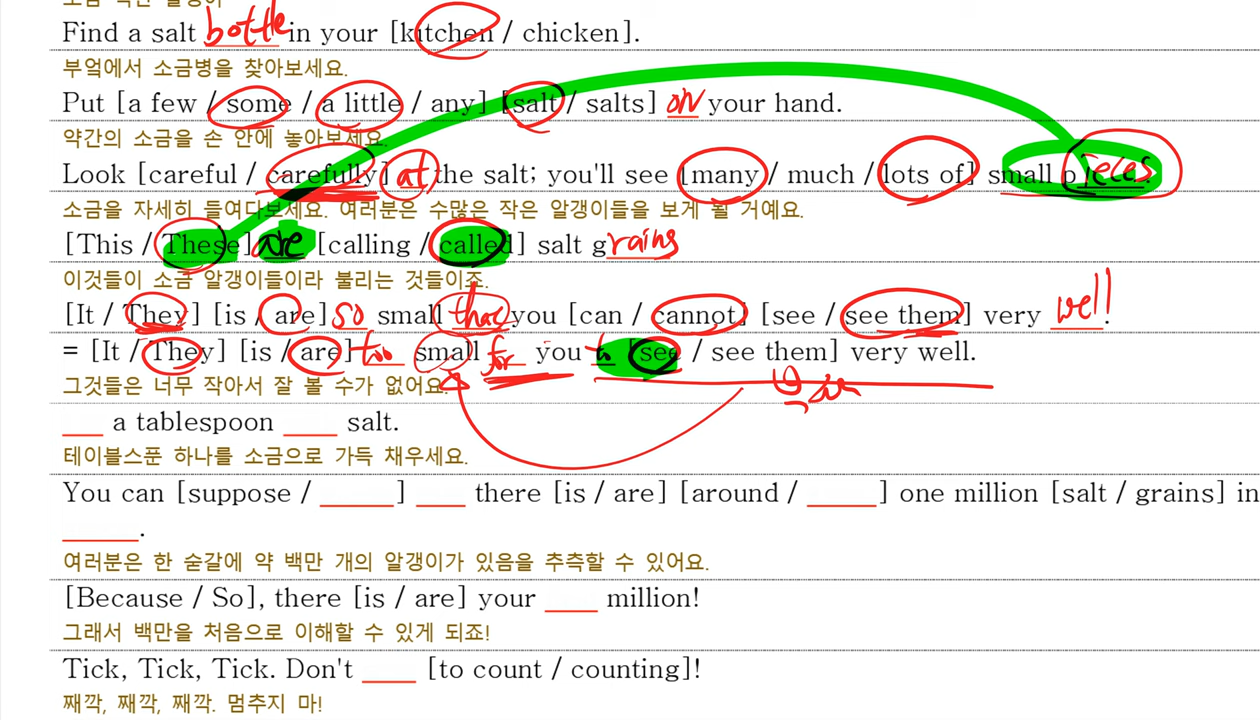 소금 백만 알갱이
Find a salt bottle in your [kitchen / chicken].
부엌에서 소금병을 찾아보세요.
Put [a few / some / a little / any] [salt / salts] on your hand.
약간의 소금을 손 안에 놓아보세요.
Look [careful / carefully] at the salt; you'll see [many / much / lots of] small pieces.
소금을 자세히 들여다보세요. 여러분은 수많은 작은 알갱이들을 보게 될 거예요.
[This / These] are [calling / called] salt grains
이것들이 소금 알갱이들이라 불리는 것들이죠.
[It / They] [is / are] so small that you [can / cannot] [see / see them] very well.
= [It / They] [is / are] too small for you to [see / see them] very well.
그것들은 너무 작아서 잘 볼 수가 없어요.
___ a tablespoon ____ salt.
테이블스푼 하나를 소금으로 가득 채우세요.
You can [suppose / ______] ____ there [is / are] [around / _____] one million [salt / grains] in
______.
여러분은 한 숟갈에 약 백만 개의 알갱이가 있음을 추측할 수 있어요.
[Because / So], there [is / are] your ____ million!
그래서 백만을 처음으로 이해할 수 있게 되죠!
Tick, Tick, Tick. Don't ____ [to count / counting]!
째깍, 째깍, 째깍. 멈추지 마!